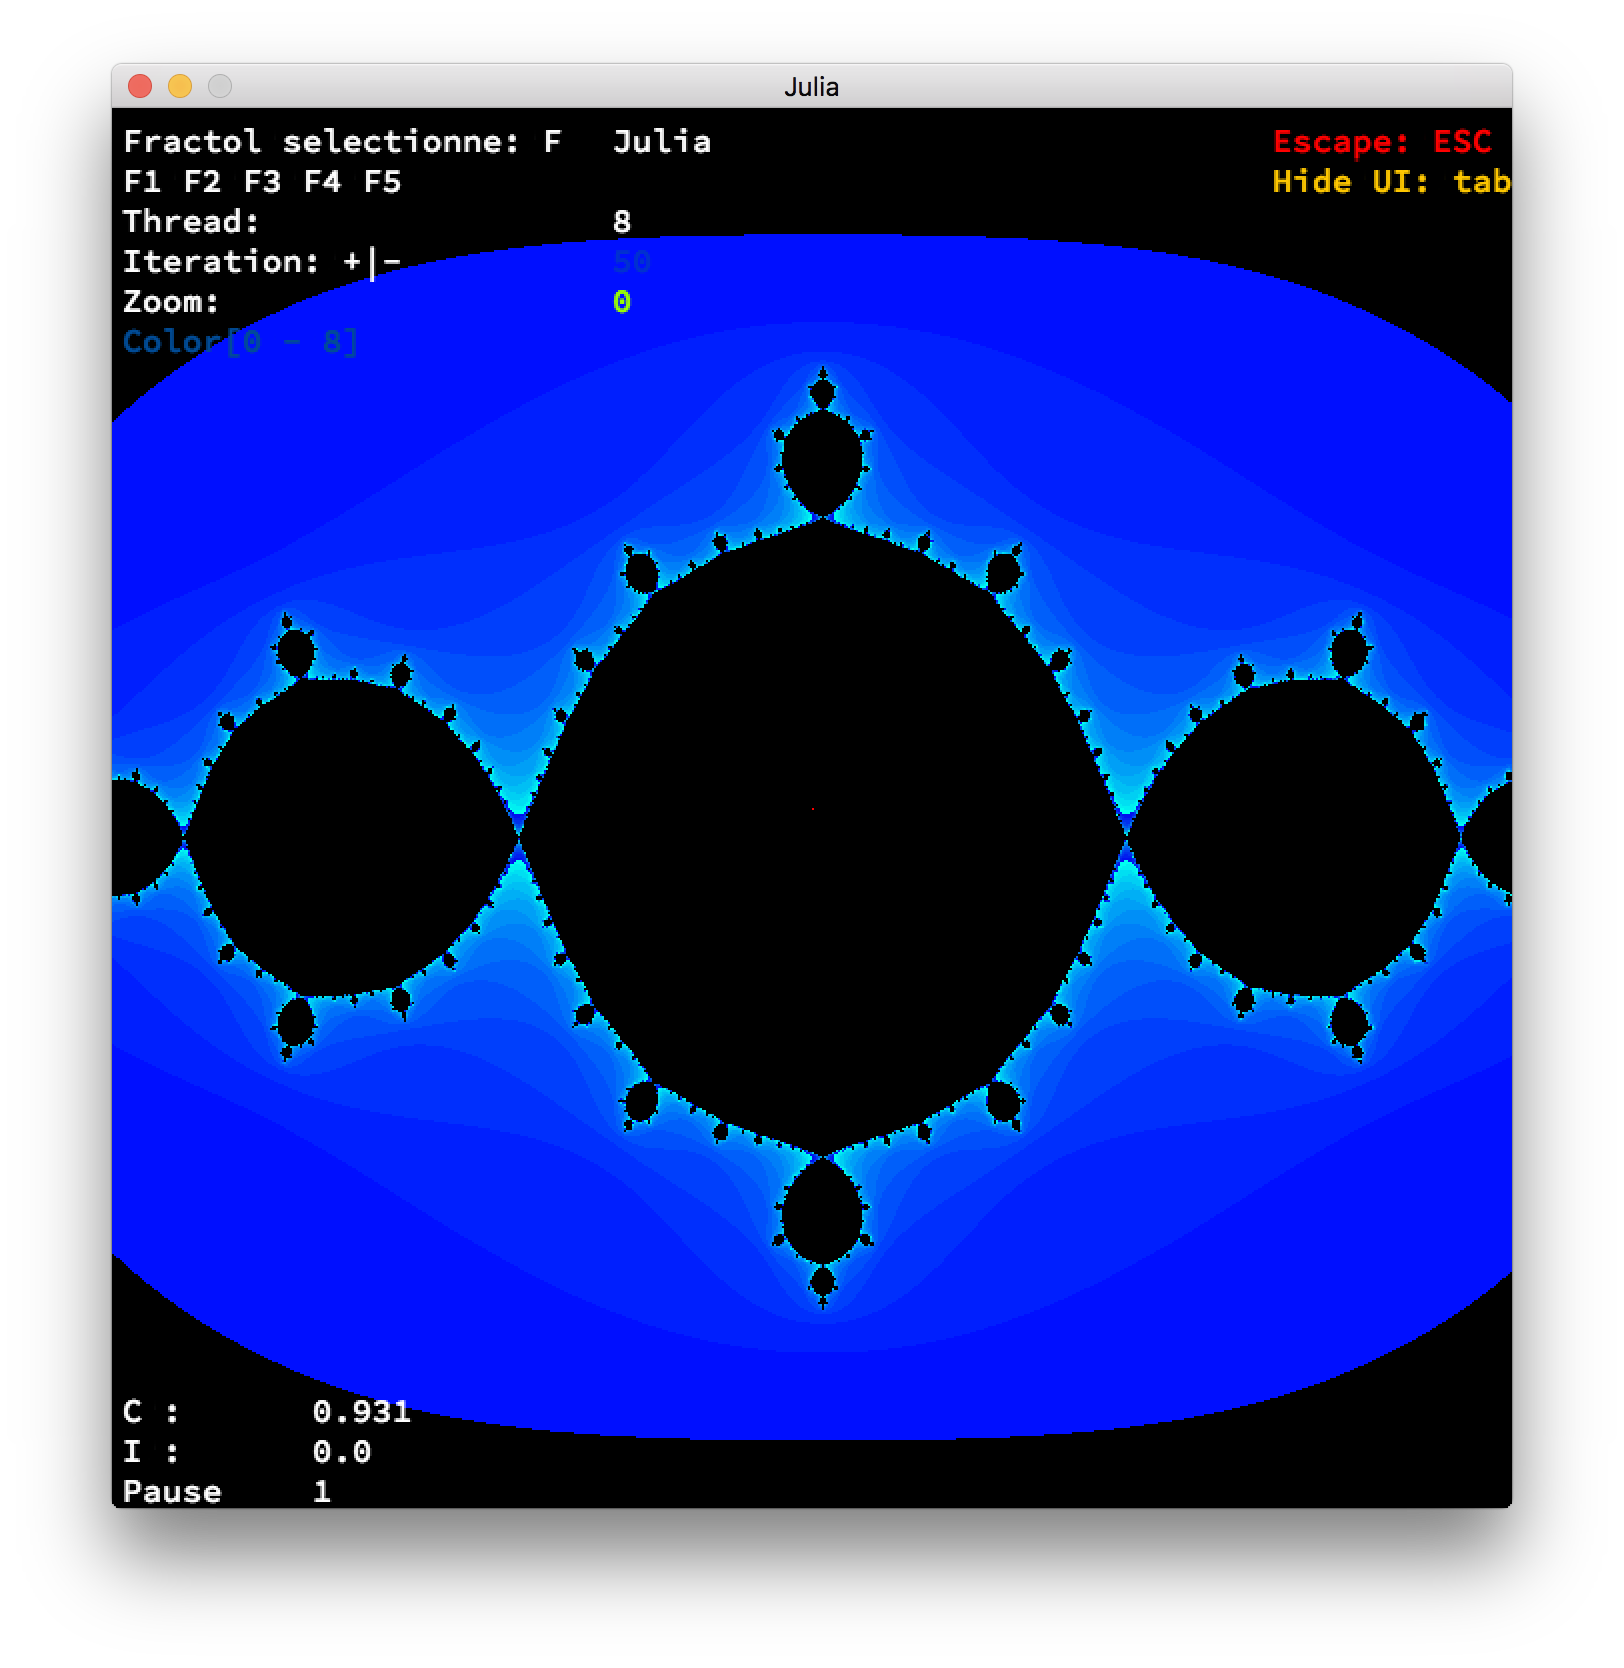 Julia
Fractol selectionne: F Julia
Escape: ESC
F1 F2 F3 F4 F5
Hide UI: tab
Thread: 8
Iteration: +|- 50
Zoom: 0
Color[0 - 8]
C : 0.931
I : 0.0
Pause 1